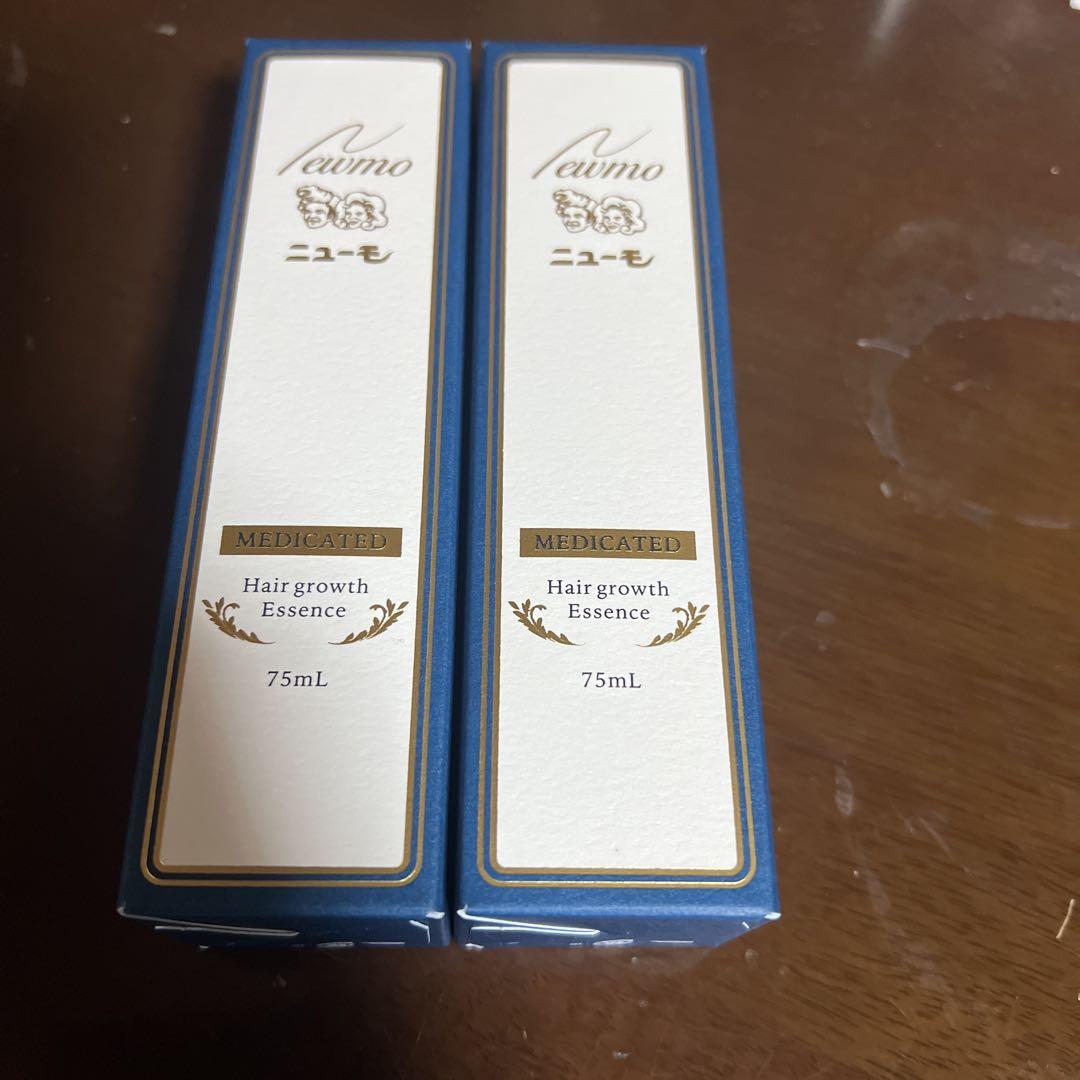 Newmo
ニューモ
MEDICATED
Hair growth
Essence
75mL
Newmo
ニューモ
MEDICATED
Hair growth
Essence
75mL